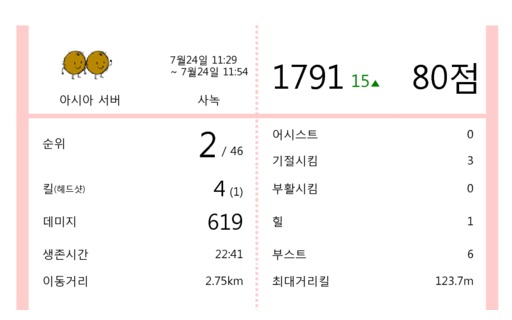 7월24일 11:29
~ 7월24일 11:54
아시아 서버
사녹
1791 15▲ 80점
순위 2 / 46
킬(헤드샷) 4 (1)
데미지 619
생존시간 22:41
이동거리 2.75km
어시스트 0
기절시킴 3
부활시킴 0
힐 1
부스트 6
최대거리킬 123.7m